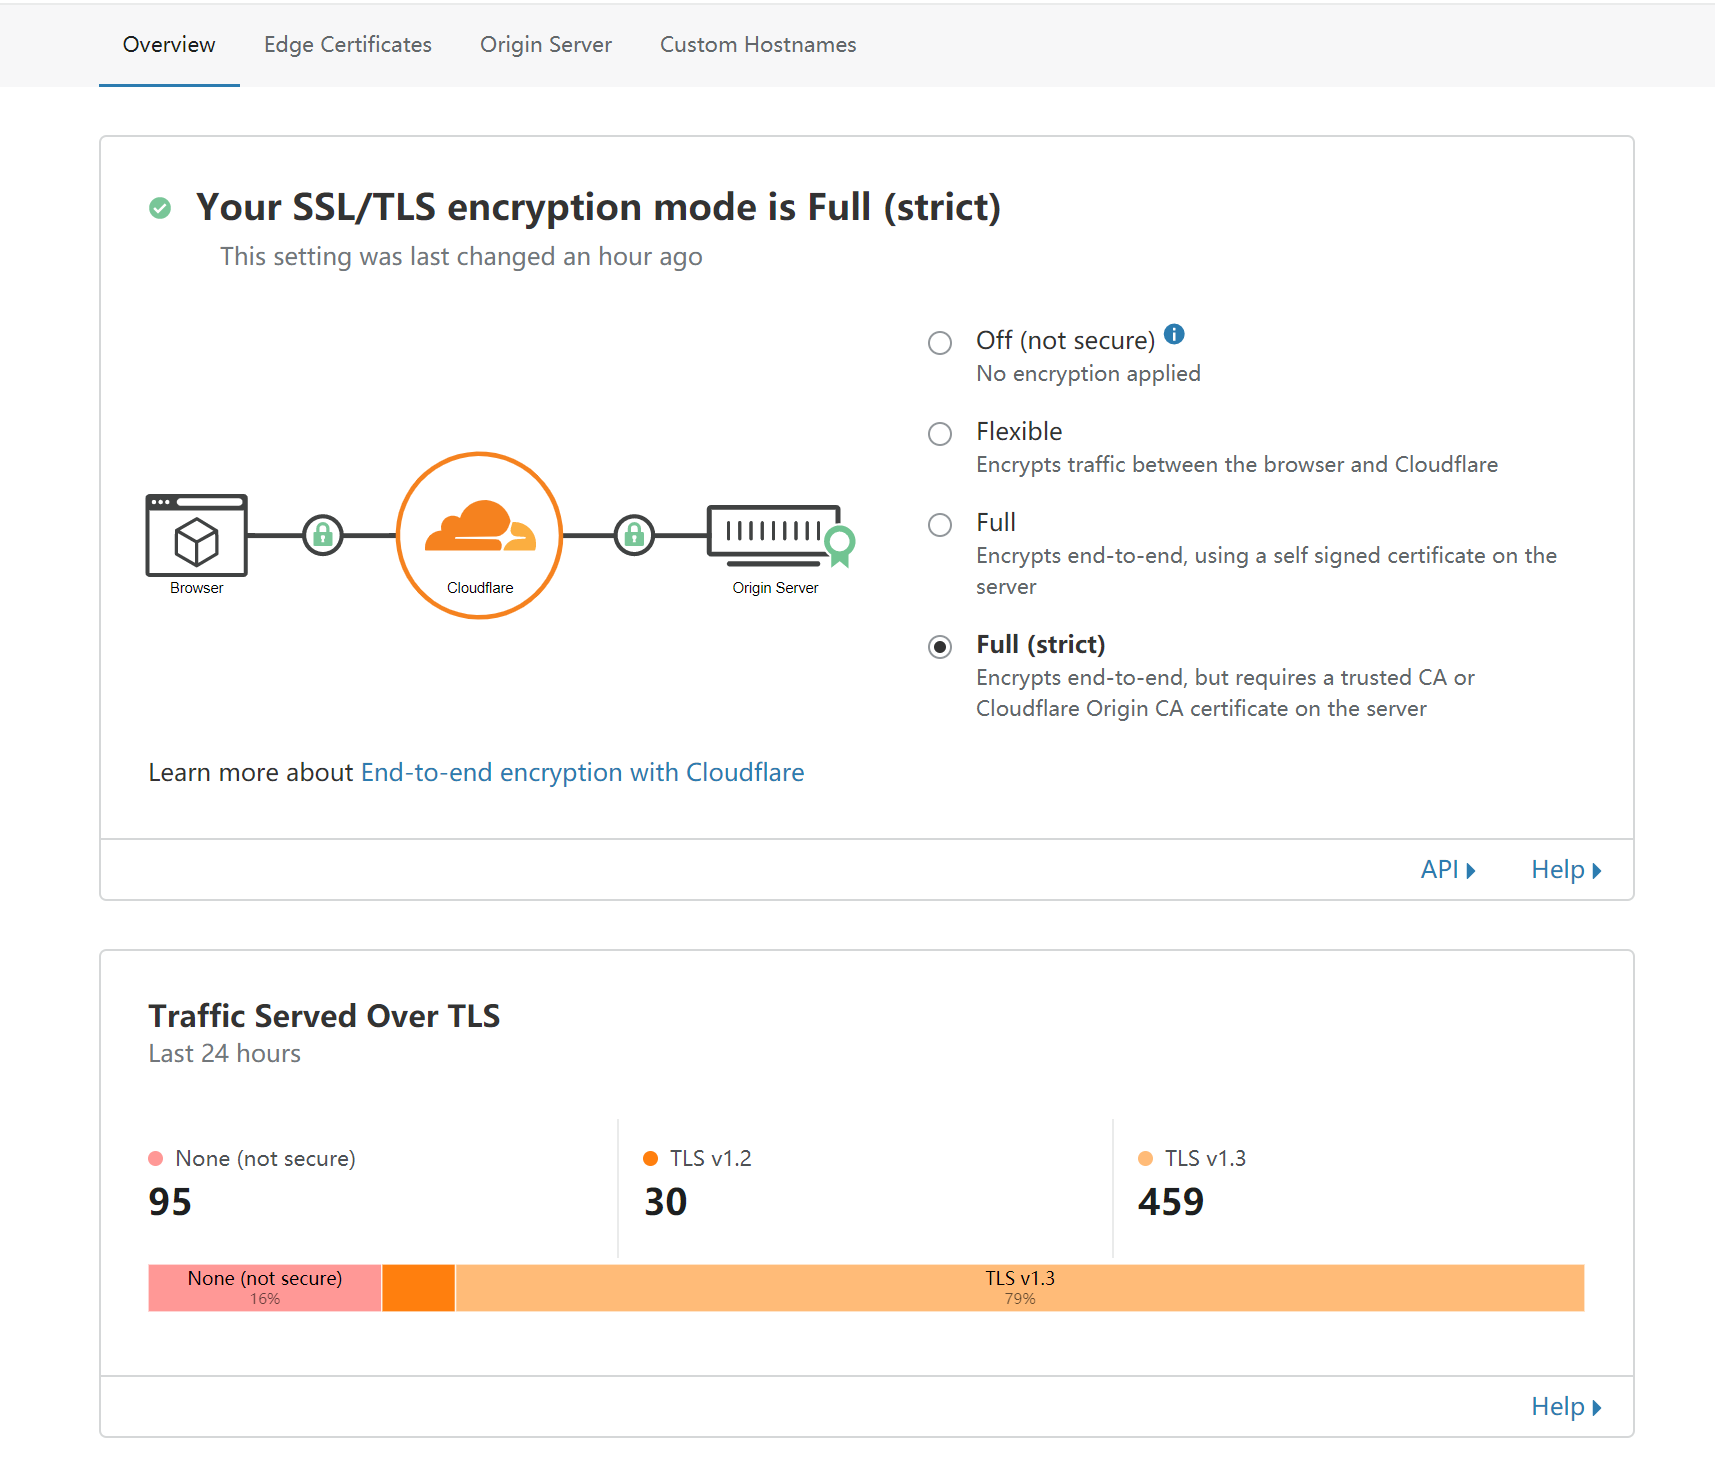 Overview
Edge Certificates
Origin Server
Custom Hostnames
Your SSL/TLS encryption mode is Full (strict)
This setting was last changed an hour ago
Browser
Cloudflare
Origin Server
Off (not secure)
No encryption applied
Flexible
Encrypts traffic between the browser and Cloudflare
Full
Encrypts end-to-end, using a self signed certificate on the
server
Full (strict)
Encrypts end-to-end, but requires a trusted CA or
Cloudflare Origin CA certificate on the server
Learn more about End-to-end encryption with Cloudflare
API
Help
Traffic Served Over TLS
Last 24 hours
None (not secure)
95
TLS v1.2
30
TLS v1.3
459
None (not secure)
16%
TLS v1.3
79%
Help